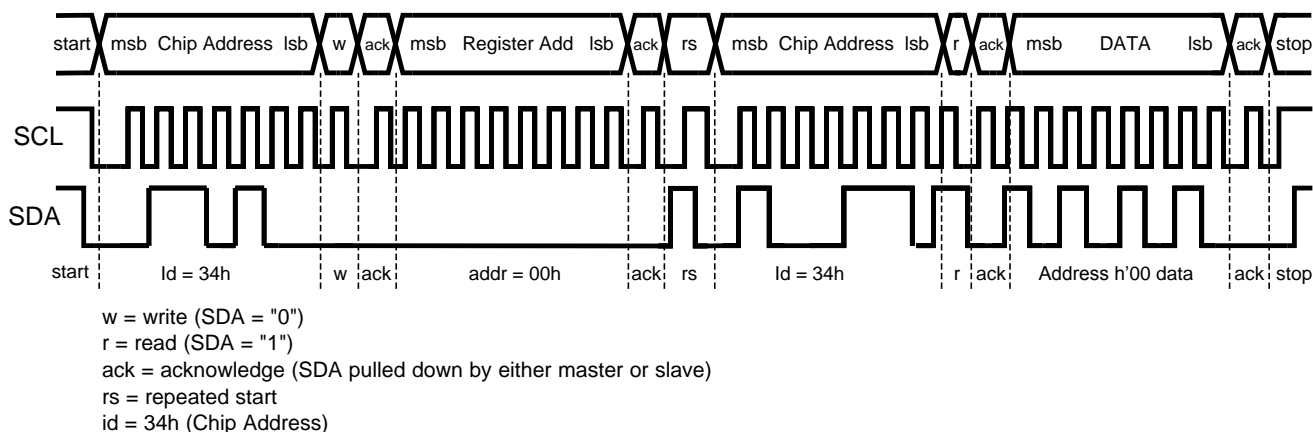 start msb Chip Address lsb w ack msb Register Add lsb ack rs msb Chip Address lsb r ack msb DATA lsb ack stop
SCL
SDA
start Id = 34h w ack addr = 00h ack rs Id = 34h r ack Address h'00 data ack stop
w = write (SDA = "0")
r = read (SDA = "1")
ack = acknowledge (SDA pulled down by either master or slave)
rs = repeated start
id = 34h (Chip Address)